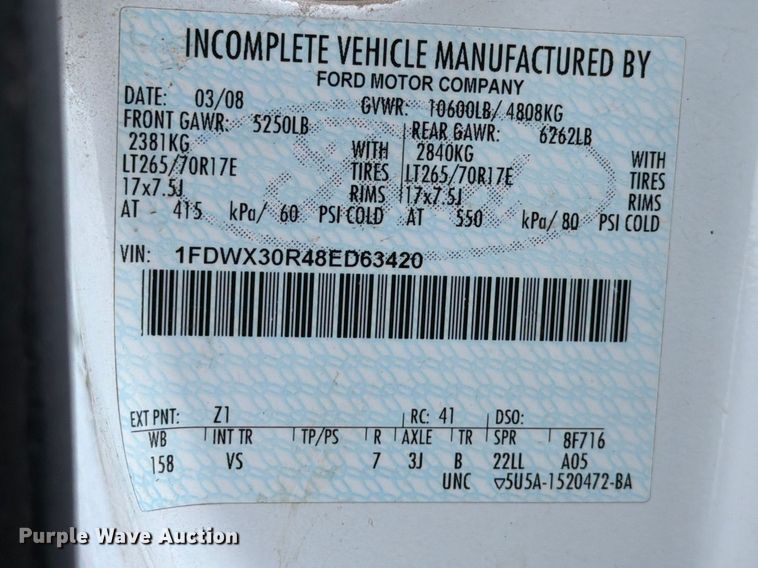 INCOMPLETE VEHICLE MANUFACTURED BY
FORD MOTOR COMPANY
DATE: 03/08 GVWR: 10600LB/ 4808KG
FRONT GAWR: 5250LB REAR GAWR: 6262LB
2381KG WITH 2840KG WITH
LT265/70R17E TIRES LT265/70R17E TIRES
17x7.5J RIMS 17x7.5J RIMS
AT 415 kPa/ 60 PSI COLD AT 550 kPa/ 80 PSI COLD
VIN: 1FDWX30R48ED63420
EXT PNT: Z1 RC: 41 DSO:
WB INT TR TP/PS R AXLE TR SPR 8F716
158 VS 7 3J B 22LL A05
UNC ▽5U5A-1520472-BA
Purple Wave Auction